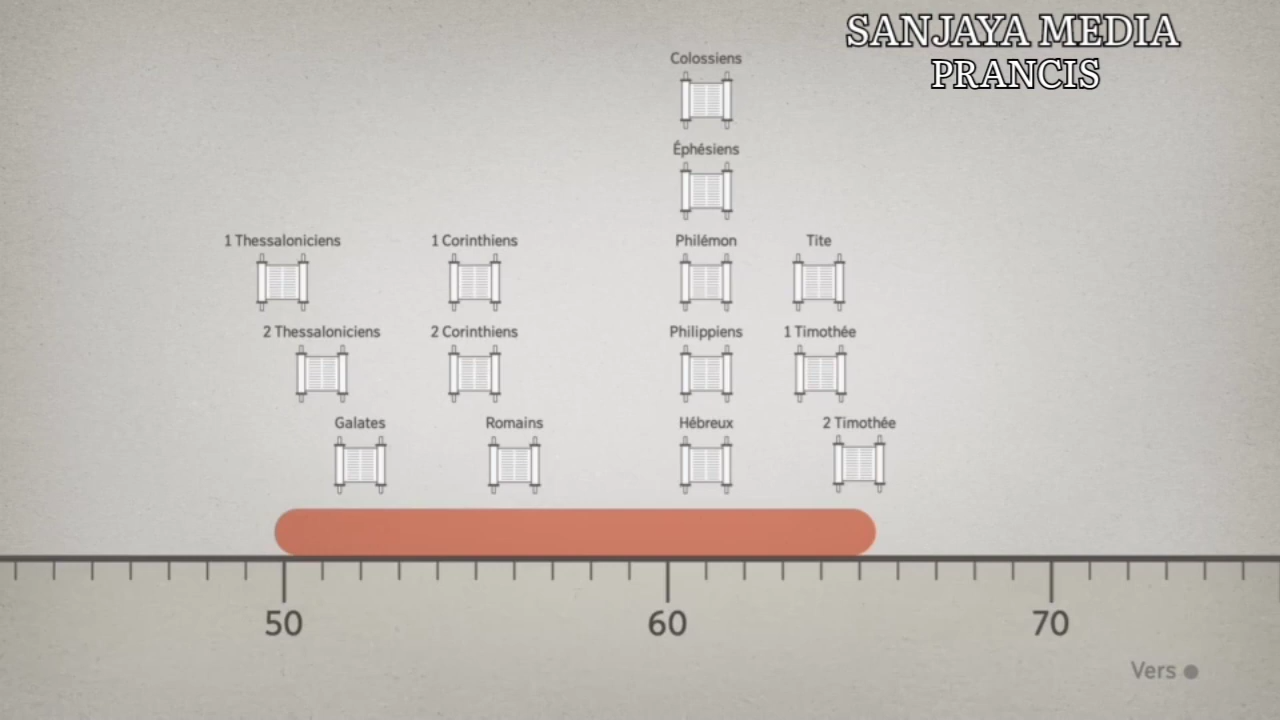 SANJAYA MEDIA
PRANCIS
Colossiens
Éphésiens
1 Thessaloniciens 1 Corinthiens Philémon Tite
2 Thessaloniciens 2 Corinthiens Philippiens 1 Timothée
Galates Romains Hébreux 2 Timothée
50 60 70
Vers